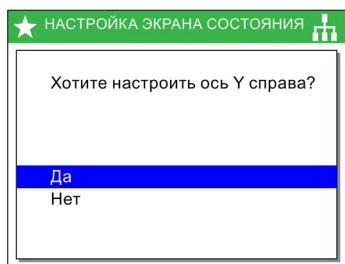 НАСТРОЙКА ЭКРАНА СОСТОЯНИЯ
Хотите настроить ось Y справа?
Да
Нет